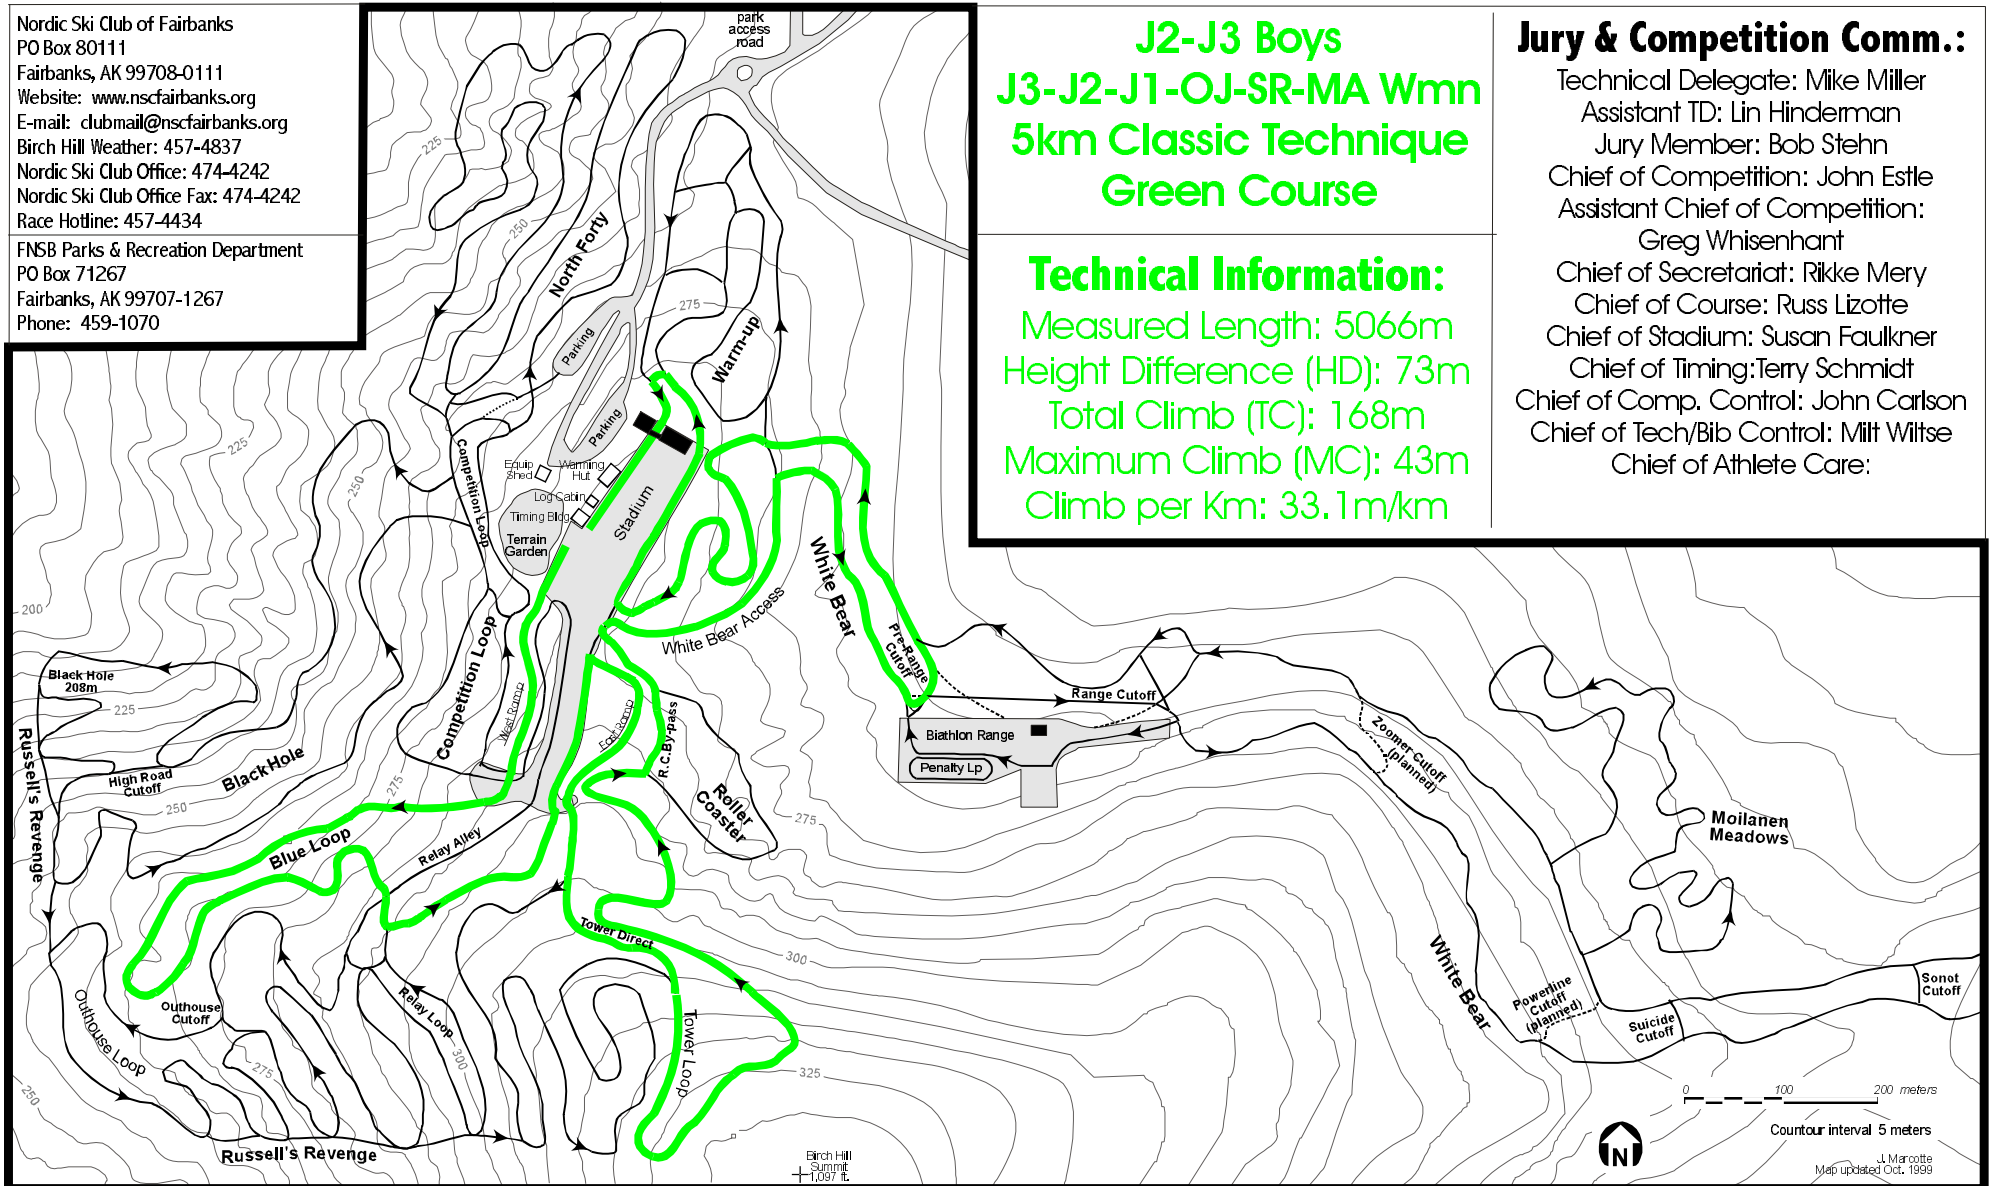 Nordic Ski Club of Fairbanks
PO Box 80111
Fairbanks, AK 99708-0111
Website: www.nscfairbanks.org
E-mail: clubmail@nscfairbanks.org
Birch Hill Weather: 457-4837
Nordic Ski Club Office: 474-4242
Nordic Ski Club Office Fax: 474-4242
Race Hotline: 457-4434
FNSB Parks & Recreation Department
PO Box 71267
Fairbanks, AK 99707-1267
Phone: 459-1070
J2-J3 Boys
J3-J2-J1-OJ-SR-MA Wmn
5km Classic Technique
Green Course
Technical Information:
Measured Length: 5066m
Height Difference (HD): 73m
Total Climb (TC): 168m
Maximum Climb (MC): 43m
Climb per Km: 33.1m/km
Jury & Competition Comm.:
Technical Delegate: Mike Miller
Assistant TD: Lin Hinderman
Jury Member: Bob Stehn
Chief of Competition: John Estle
Assistant Chief of Competition:
Greg Whisenhant
Chief of Secretariat: Rikke Mery
Chief of Course: Russ Lizotte
Chief of Stadium: Susan Faulkner
Chief of Timing:Terry Schmidt
Chief of Comp. Control: John Carlson
Chief of Tech/Bib Control: Milt Wiltse
Chief of Athlete Care:
park
access
road
225
250
North Forty
275
Warm-up
Parking
Parking
225
250
Competition Loop
Equip
Shed
Warming
Hut
Log Cabin
Timing Bldg
Terrain
Garden
Stadium
White Bear
White Bear Access
200
Black Hole
208m
225
Competition Loop
West Ramp
East Ramp
R.C.By-pass
Pre-Range
Cutoff
Range Cutoff
Biathlon Range
Penalty Lp
Zoomer Cutoff
(planned)
Russell's Revenge
High Road
Cutoff
Black Hole
250
275
Roller
Coaster
275
Moilanen
Meadows
Blue Loop
Relay Alley
Tower Direct
300
White Bear
Powerline
Cutoff
(planned)
Suicide
Cutoff
Sonot
Cutoff
Outhouse
Cutoff
Outhouse Loop
Relay Loop
300
275
250
Tower Loop
325
Russell's Revenge
Birch Hill
Summit
1,097 ft.
0 100 200 meters
N
Countour interval 5 meters
J. Marcotte
Map updated Oct. 1999